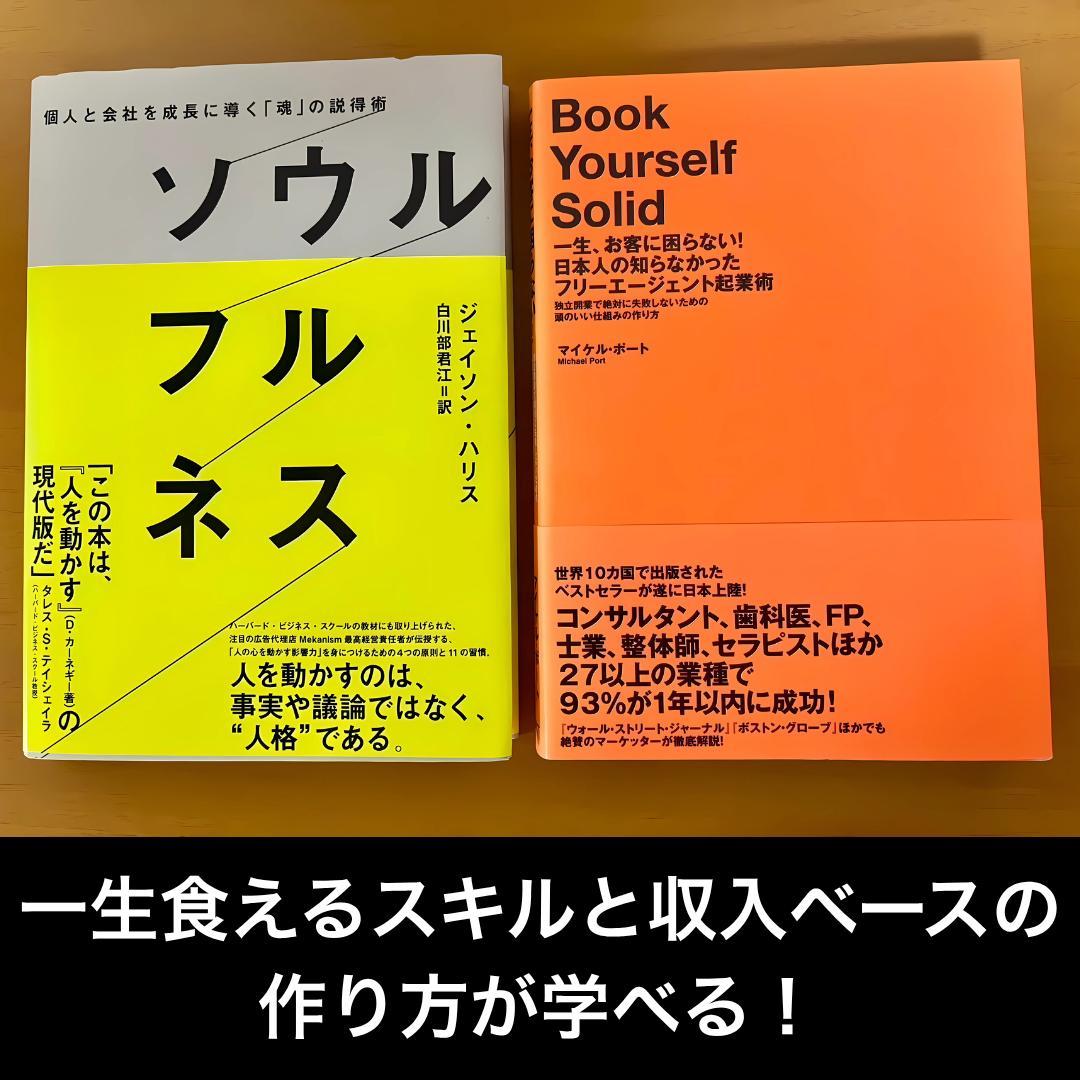 個人と会社を成長に導く「魂」の説得術
ソウル
フル
ネス
ジェイソン・ハリス
白川部君江=訳
「この本は、
『人を動かす』(D・カーネギー著)の
現代版だ」タレス・S・テイシェイラ
(ハーバード・ビジネス・スクール教授)
ハーバード・ビジネス・スクールの教材にも取り上げられた、
注目の広告代理店 Mekanism 最高経営責任者が伝授する、
「人の心を動かす影響力」を身につけるための4つの原則と11の習慣。
人を動かすのは、
事実や議論ではなく、
“人格”である。
Book
Yourself
Solid
一生、お客に困らない!
日本人の知らなかった
フリーエージェント起業術
独立開業で絶対に失敗しないための
頭のいい仕組みの作り方
マイケル・ポート
Michael Port
世界10カ国で出版された
ベストセラーが遂に日本上陸!
コンサルタント、歯科医、FP、
士業、整体師、セラピストほか
27以上の業種で
93%が1年以内に成功!
『ウォール・ストリート・ジャーナル』『ボストン・グローブ』ほかでも
絶賛のマーケッターが徹底解説!
一生食えるスキルと収入ベースの
作り方が学べる!